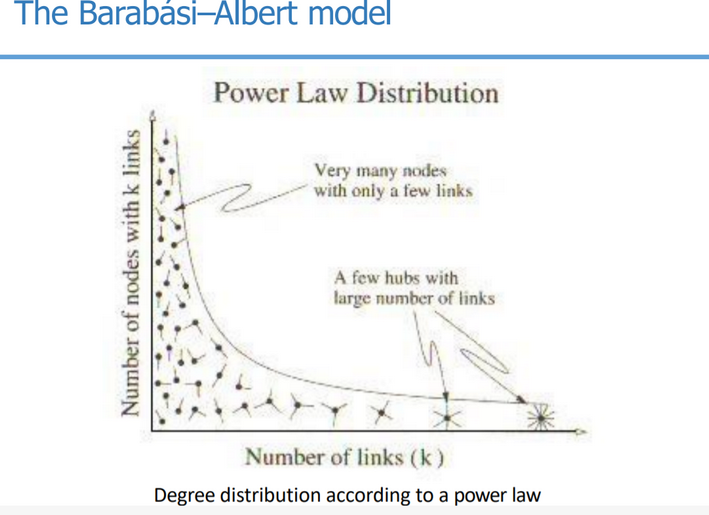 The Barabási–Albert model
Power Law Distribution
Number of nodes with k links
Very many nodes
with only a few links
A few hubs with
large number of links
Number of links (k)
Degree distribution according to a power law